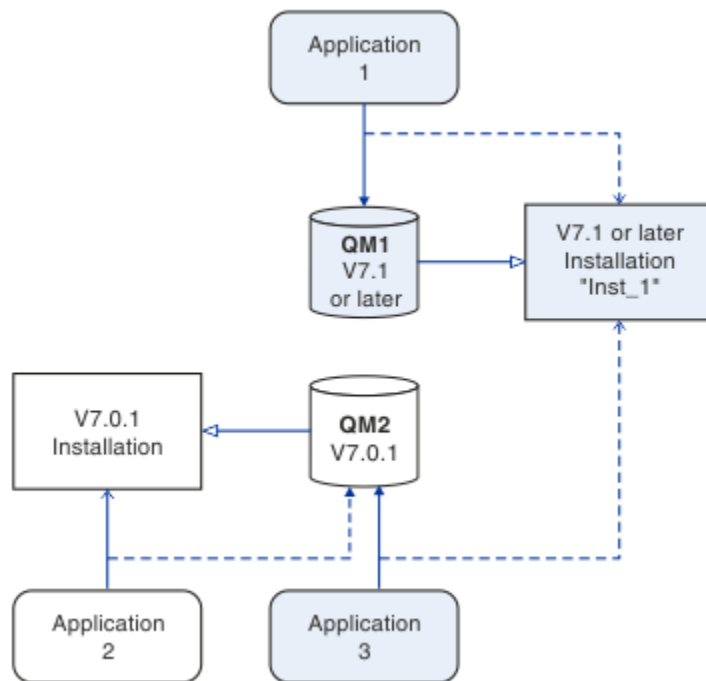 Application
1
QM1
V7.1
or later
V7.1 or later
Installation
"Inst_1"
V7.0.1
Installation
QM2
V7.0.1
Application
2
Application
3